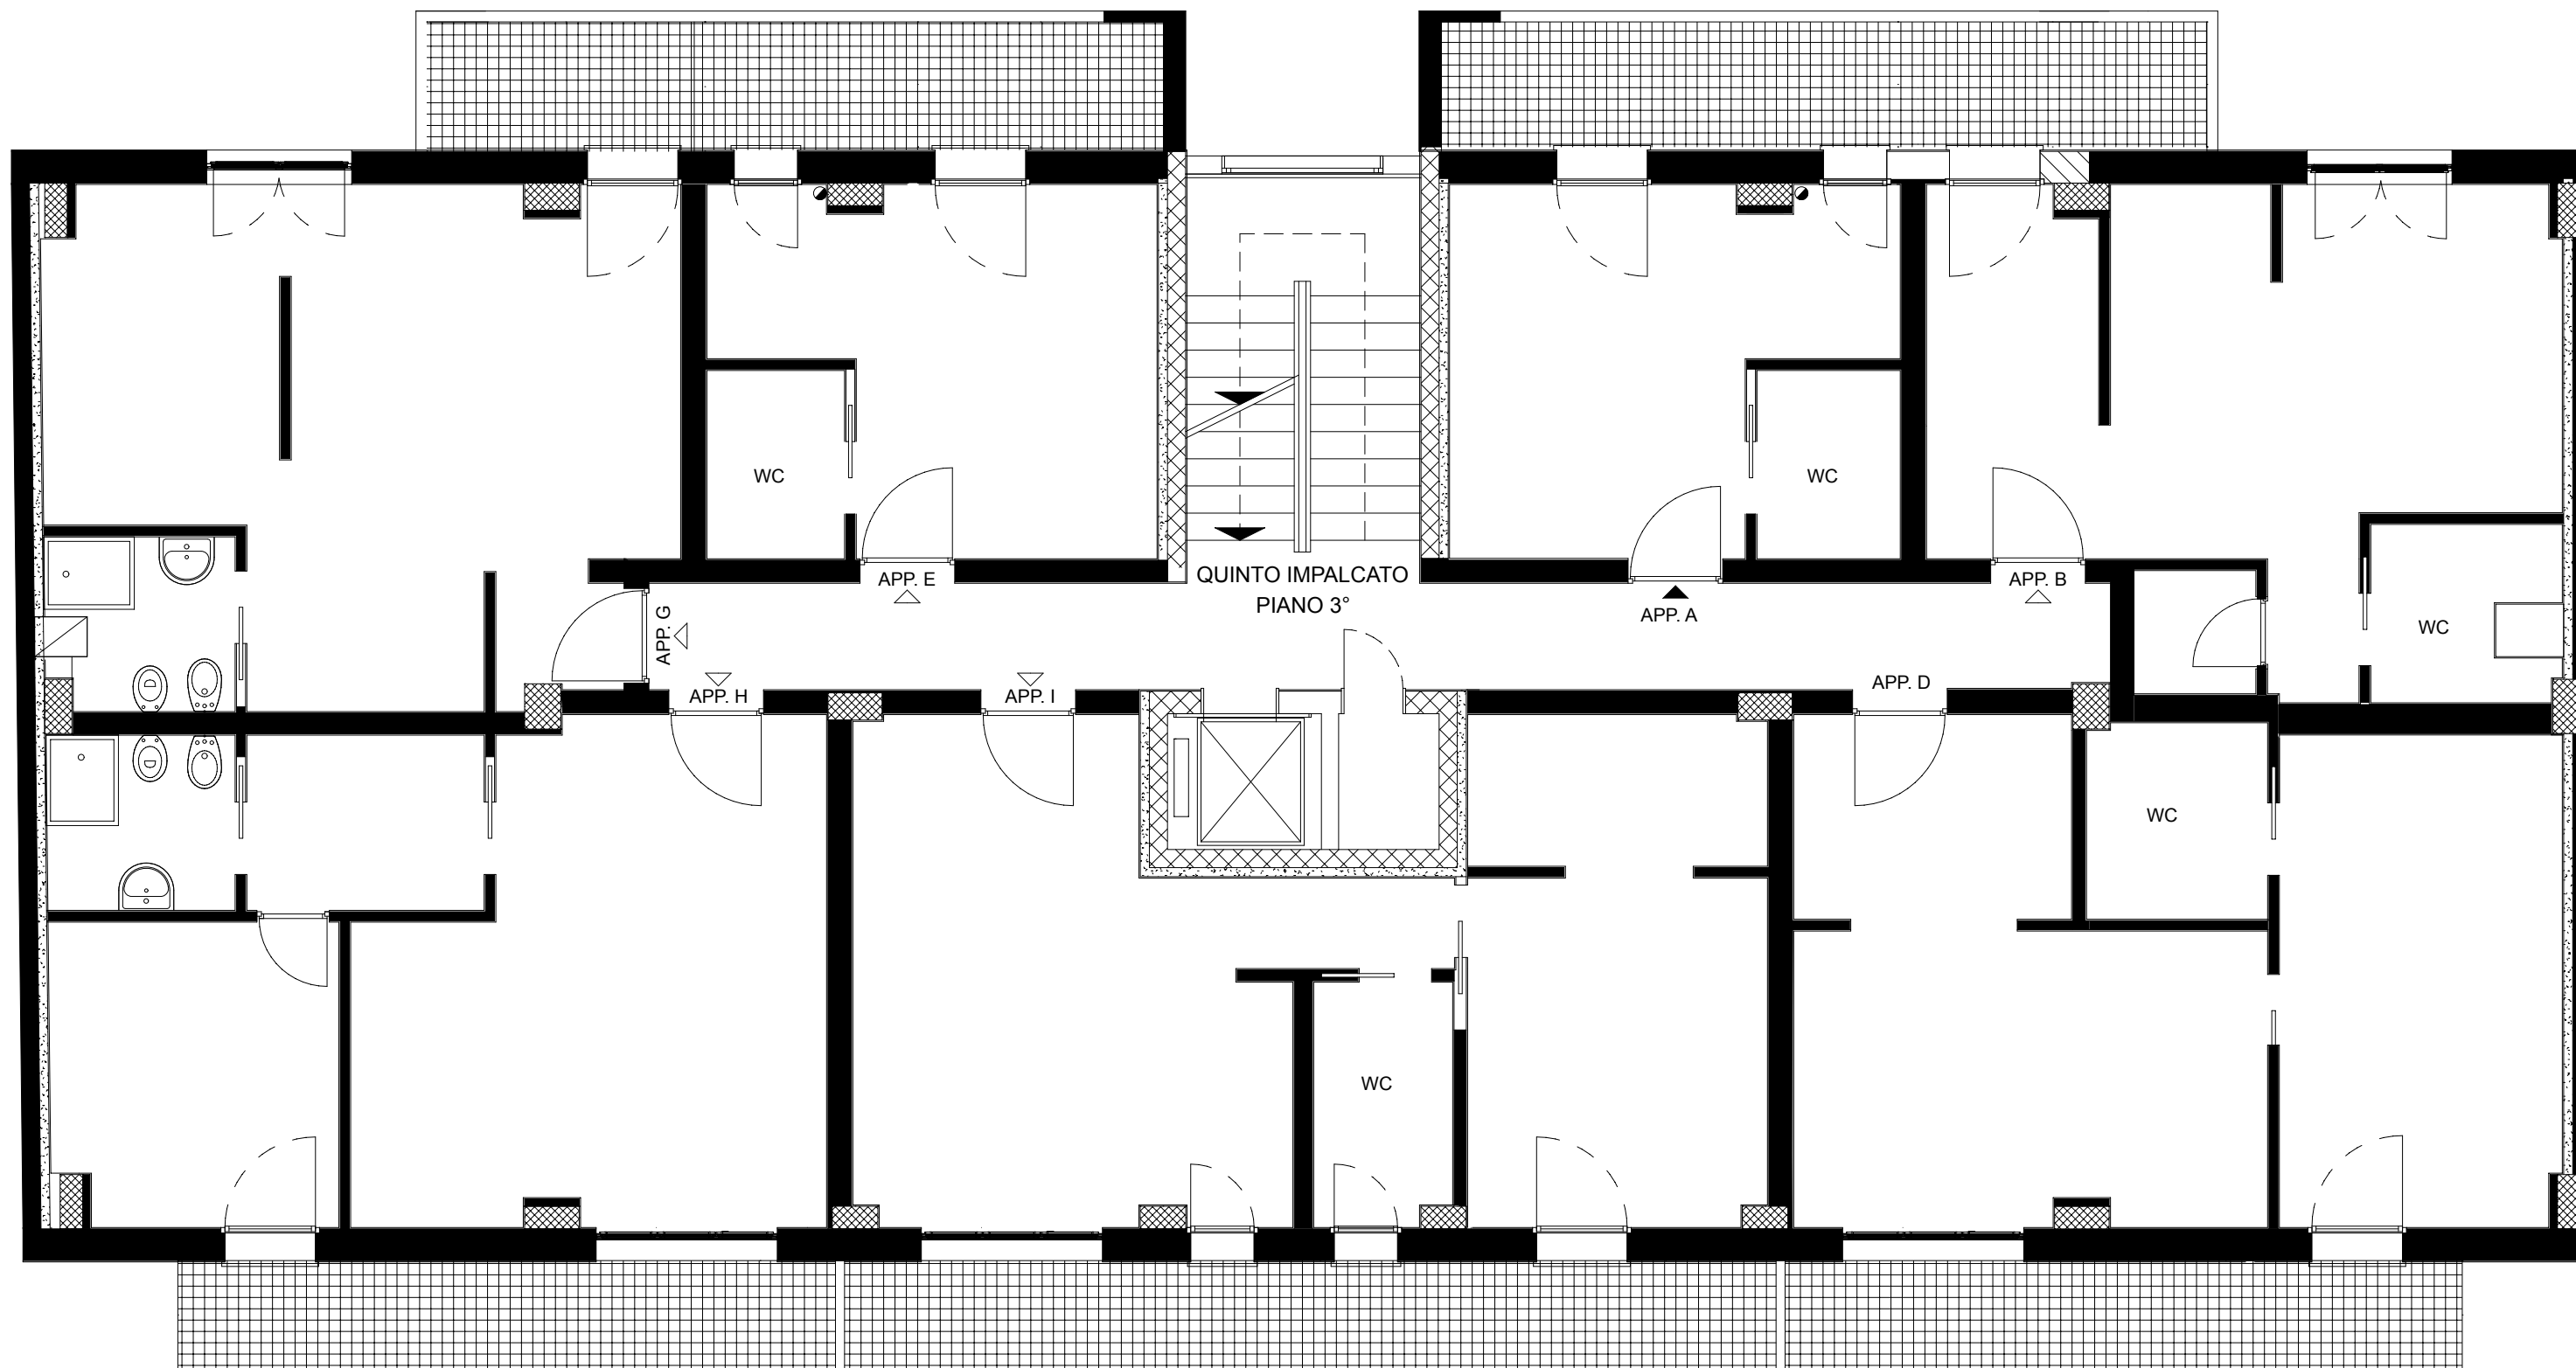 WC
WC
APP. E
QUINTO IMPALCATO
PIANO 3°
APP. B
APP. A
APP. G
WC
APP. H
APP. I
APP. D
WC
WC